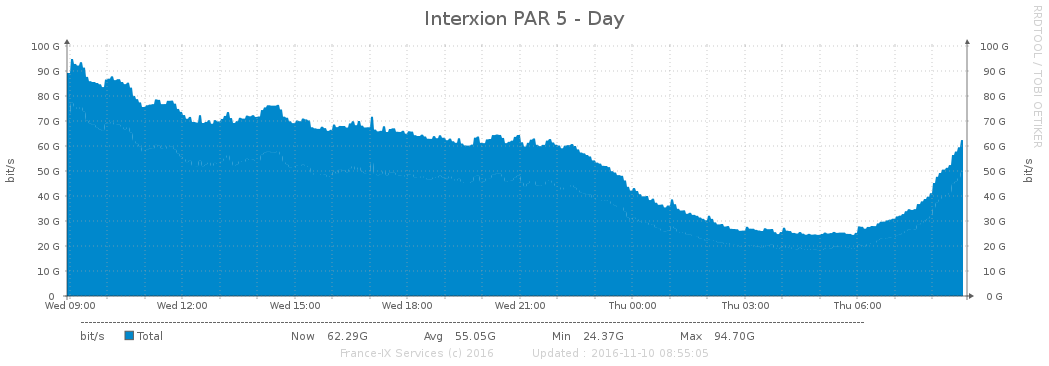 Interxion PAR 5 - Day
RRDTOOL / TOBI OETIKER
100 G 100 G
90 G 90 G
80 G 80 G
70 G 70 G
60 G 60 G
50 G 50 G
40 G 40 G
30 G 30 G
20 G 20 G
10 G 10 G
0 0 G
bit/s bit/s
Wed 09:00 Wed 12:00 Wed 15:00 Wed 18:00 Wed 21:00 Thu 00:00 Thu 03:00 Thu 06:00
bit/s Total Now 62.29G Avg 55.05G Min 24.37G Max 94.70G
France-IX Services (c) 2016 Updated : 2016-11-10 08:55:05